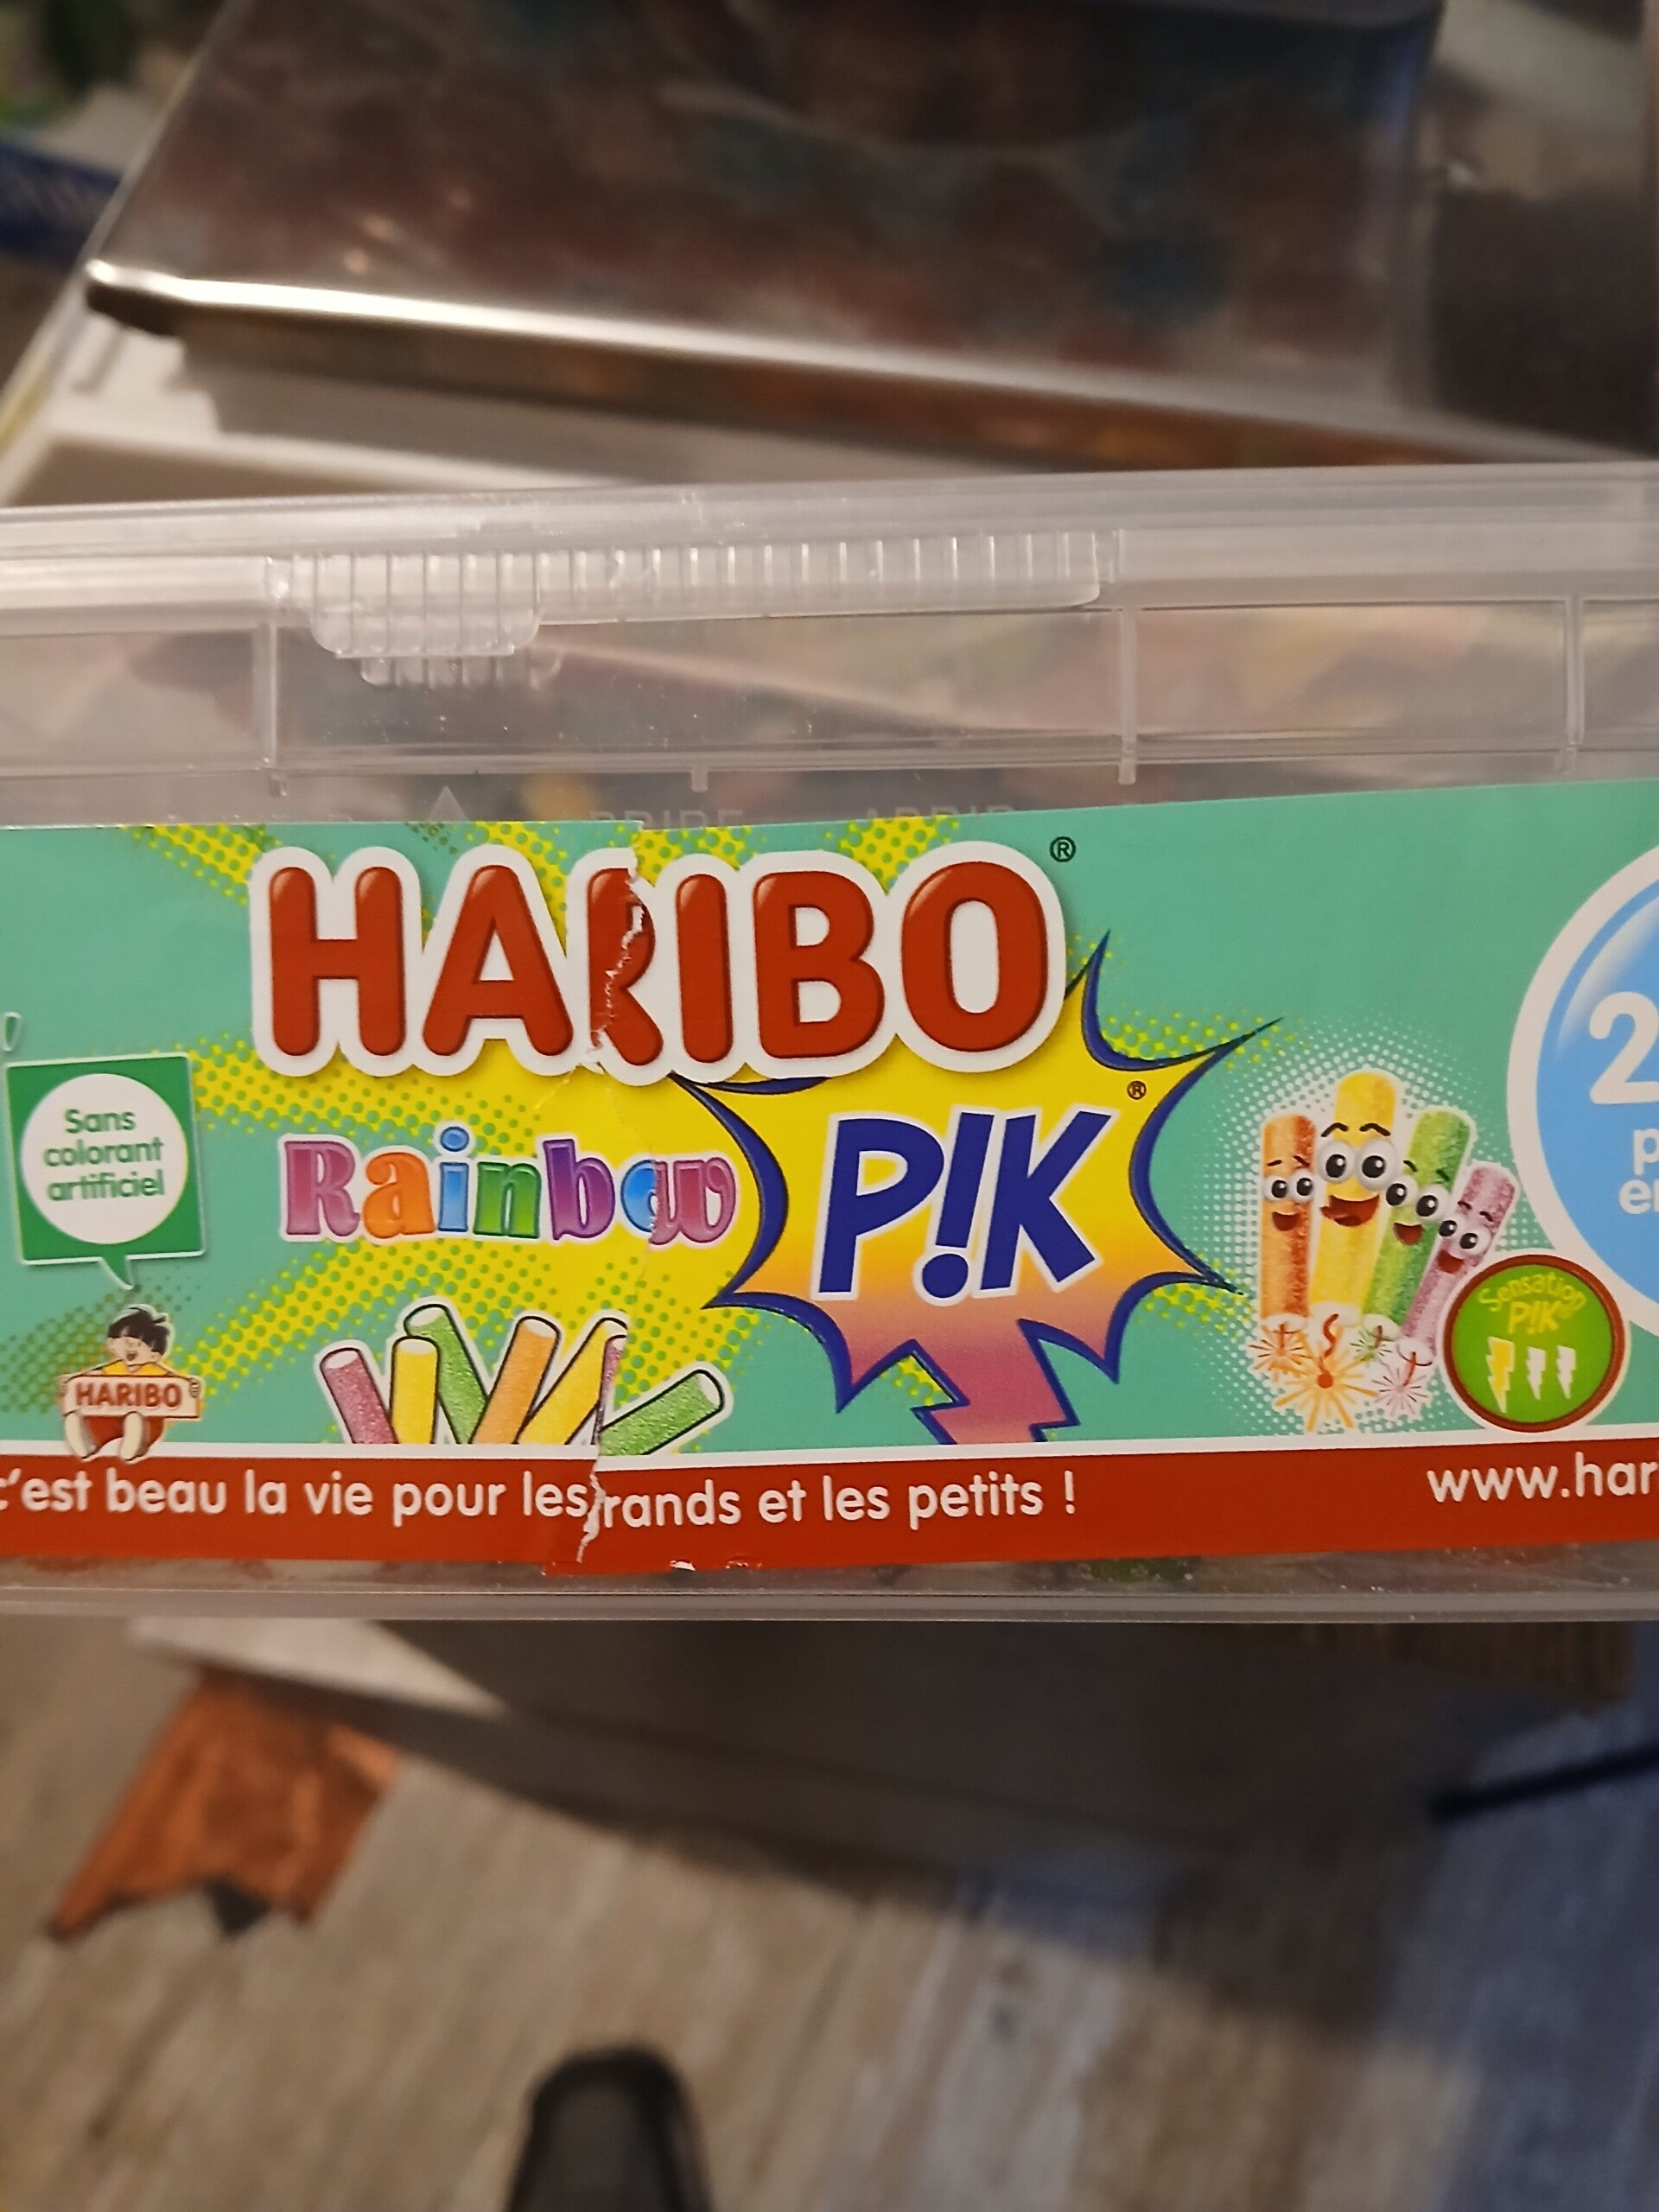 HARIBO®
Sans
colorant
artificiel
Rainbow
P!K®
Sensation
P!K
HARIBO
c'est beau la vie pour les rands et les petits !
www.har
2